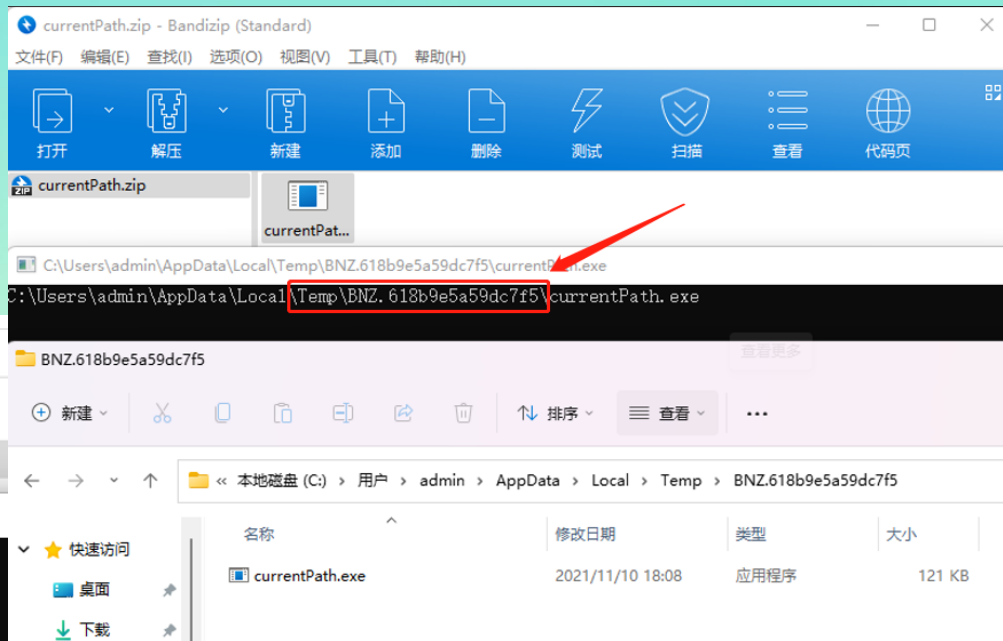 currentPath.zip - Bandizip (Standard)
文件(F) 编辑(E) 查找(I) 选项(O) 视图(V) 工具(T) 帮助(H)
打开 解压 新建 添加 删除 测试 扫描 查看 代码页
currentPath.zip
currentPat...
C:\Users\admin\AppData\Local\Temp\BNZ.618b9e5a59dc7f5\currentPath.exe
C:\Users\admin\AppData\Local\Temp\BNZ.618b9e5a59dc7f5\currentPath.exe
查看更多
BNZ.618b9e5a59dc7f5
新建 排序 查看 ...
« 本地磁盘 (C:) › 用户 › admin › AppData › Local › Temp › BNZ.618b9e5a59dc7f5
名称 修改日期 类型 大小
快速访问
currentPath.exe 2021/11/10 18:08 应用程序 121 KB
桌面
下载